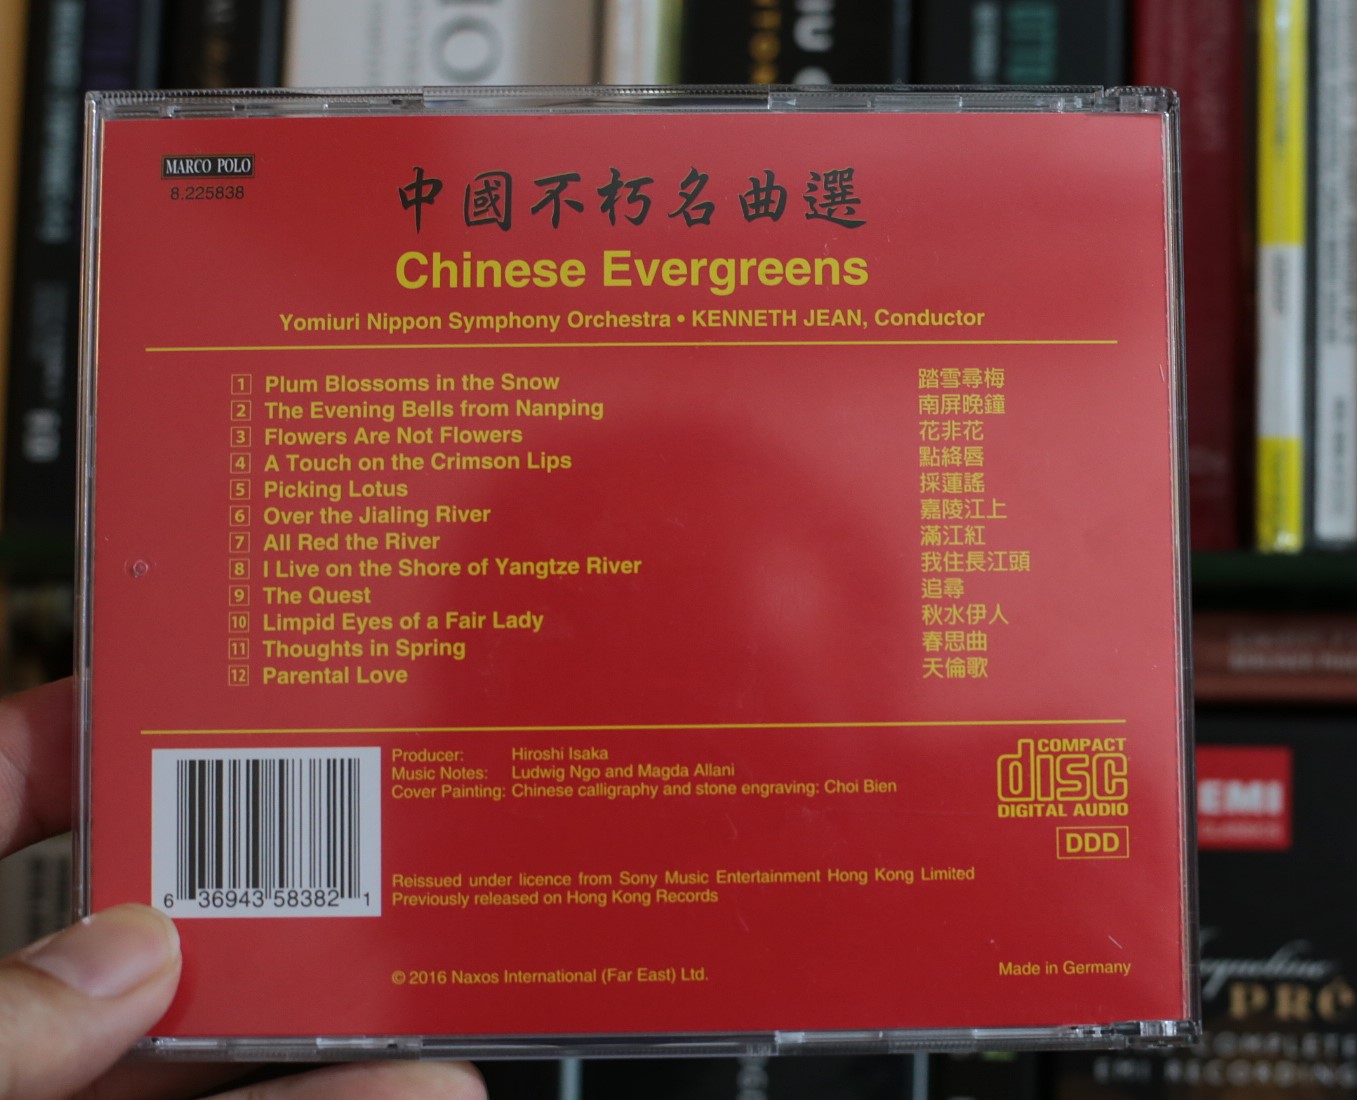 MARCO POLO
8.225838
中國不朽名曲選
Chinese Evergreens
Yomiuri Nippon Symphony Orchestra • KENNETH JEAN, Conductor
1 Plum Blossoms in the Snow 踏雪尋梅
2 The Evening Bells from Nanping 南屏晚鐘
3 Flowers Are Not Flowers 花非花
4 A Touch on the Crimson Lips 點絳唇
5 Picking Lotus 採蓮謠
6 Over the Jialing River 嘉陵江上
7 All Red the River 滿江紅
8 I Live on the Shore of Yangtze River 我住長江頭
9 The Quest 追尋
10 Limpid Eyes of a Fair Lady 秋水伊人
11 Thoughts in Spring 春思曲
12 Parental Love 天倫歌
Producer: Hiroshi Isaka
Music Notes: Ludwig Ngo and Magda Allani
Cover Painting: Chinese calligraphy and stone engraving: Choi Bien
COMPACT
disc
DIGITAL AUDIO
DDD
Reissued under licence from Sony Music Entertainment Hong Kong Limited
Previously released on Hong Kong Records
6 36943 58382 1
© 2016 Naxos International (Far East) Ltd.
Made in Germany
EMI
CLASSICS
PRÉ
COMPLETE
EMI RECORDING